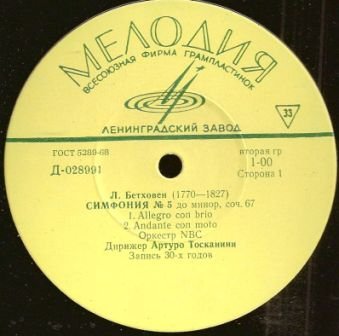 МЕЛОДИЯ
ВСЕСОЮЗНАЯ ФИРМА ГРАМПЛАСТИНОК
33
ЛЕНИНГРАДСКИЙ ЗАВОД
ГОСТ 5289-68
вторая гр
Д-028991
1-00
Сторона 1
Л. Бетховен (1770—1827)
СИМФОНИЯ № 5 до минор, соч. 67
1. Allegro con brio
2. Andante con moto
Оркестр NBC
Дирижер Артуро Тосканини
Запись 30-х годов